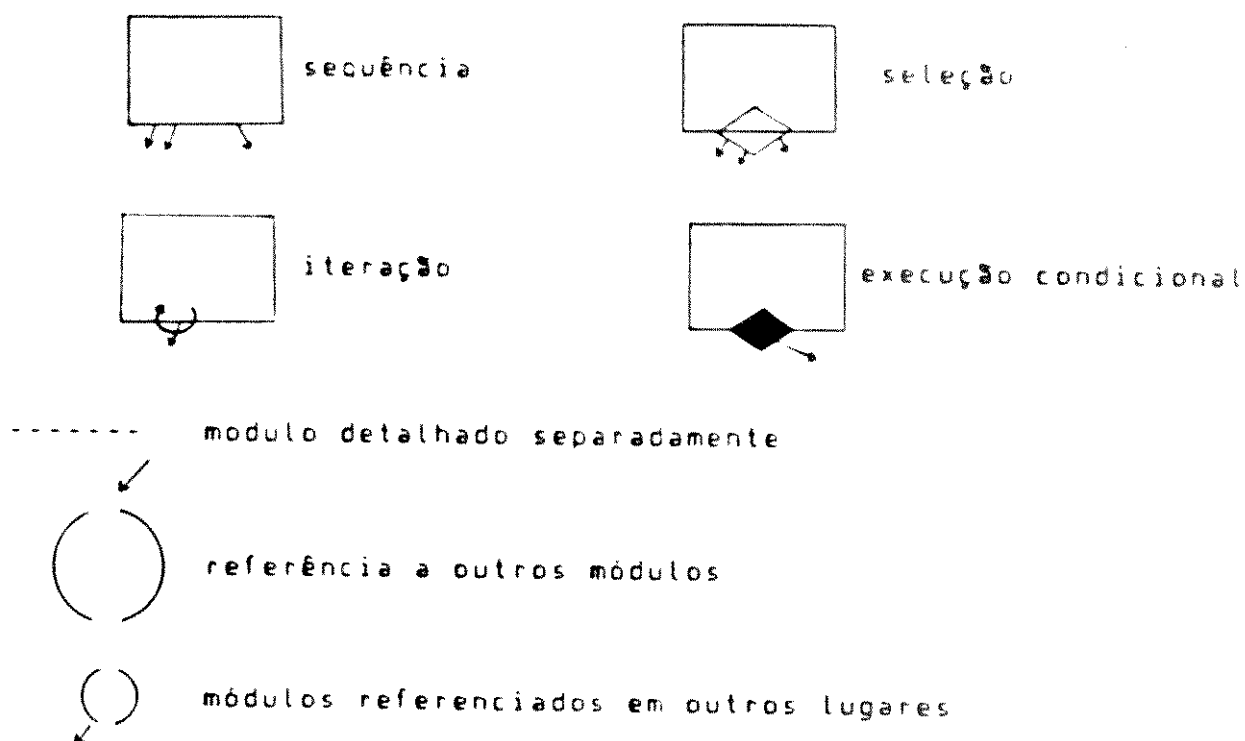 sequência
seleção
iteração
execução condicional
modulo detalhado separadamente
referência a outros módulos
módulos referenciados em outros lugares